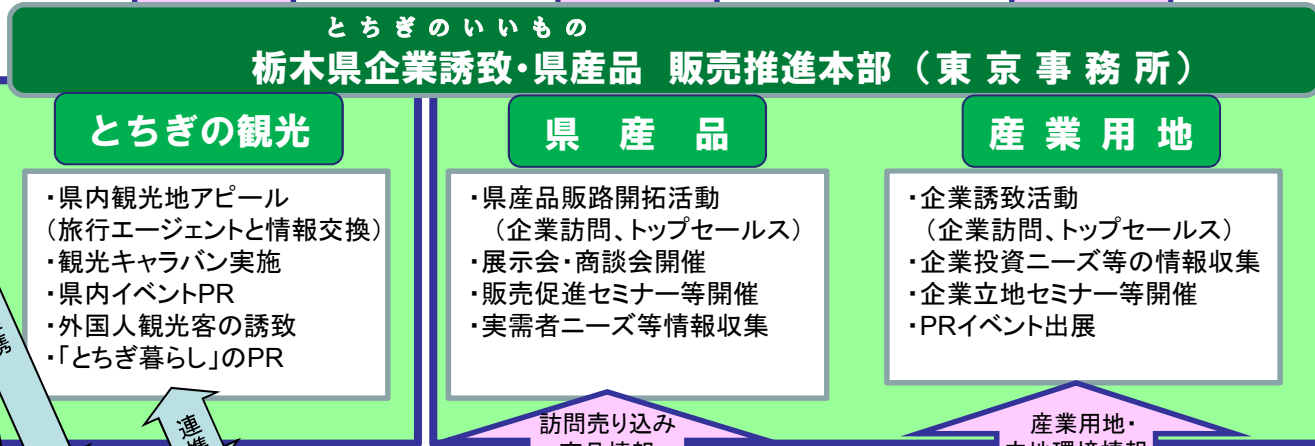 とちぎのいいもの
栃木県企業誘致・県産品 販売推進本部（東京事務所）
とちぎの観光
・県内観光地アピール
（旅行エージェントと情報交換）
・観光キャラバン実施
・県内イベントPR
・外国人観光客の誘致
・「とちぎ暮らし」のPR
県産品
・県産品販路開拓活動
（企業訪問、トップセールス）
・展示会・商談会開催
・販売促進セミナー等開催
・実需者ニーズ等情報収集
産業用地
・企業誘致活動
（企業訪問、トップセールス）
・企業投資ニーズ等の情報収集
・企業立地セミナー等開催
・PRイベント出展
携
連携
訪問売り込み
産業用地・